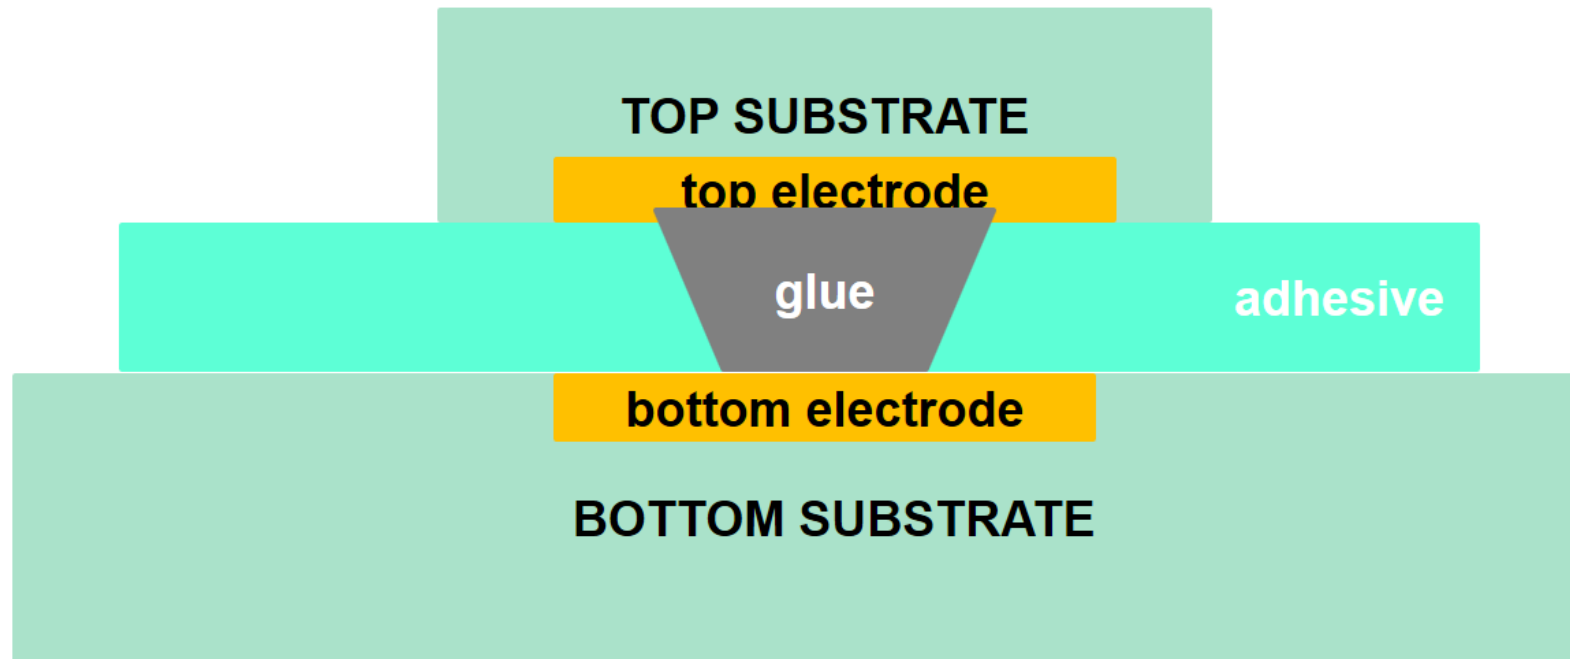 TOP SUBSTRATE
top electrode
glue
adhesive
bottom electrode
BOTTOM SUBSTRATE